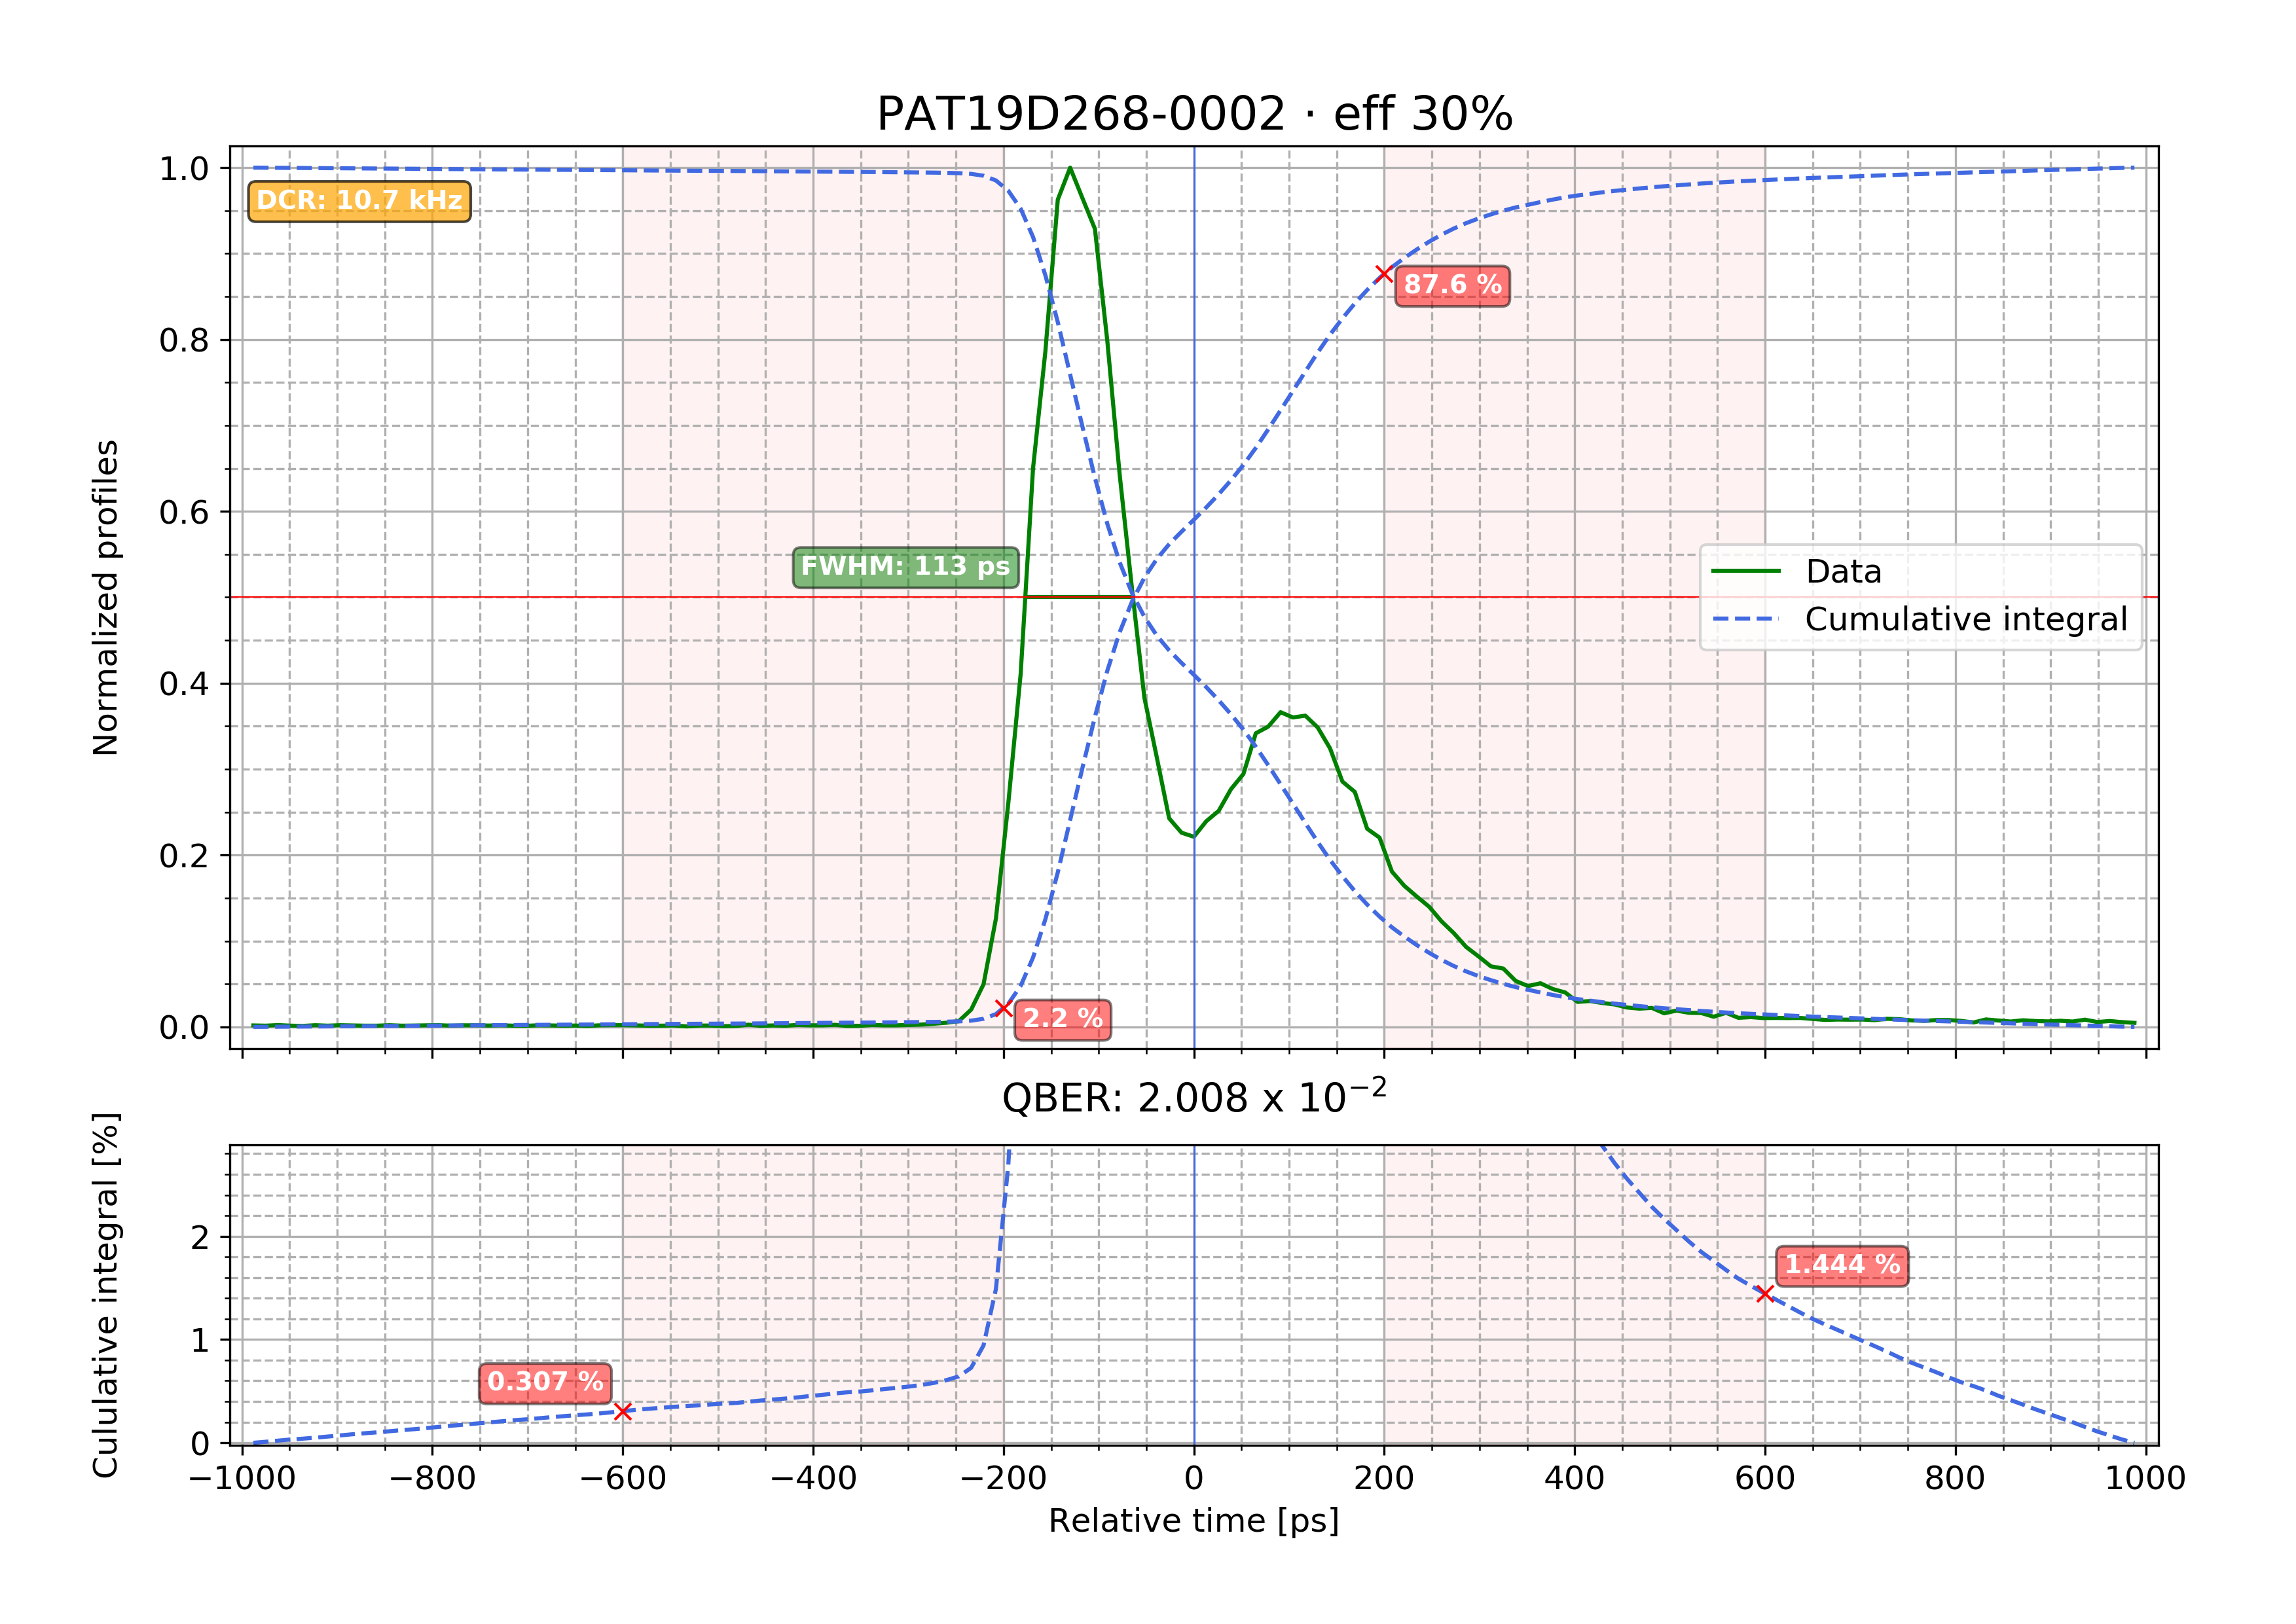 PAT19D268-0002 · eff 30%
Normalized profiles
1.0
0.8
0.6
0.4
0.2
0.0
DCR: 10.7 kHz
87.6 %
FWHM: 113 ps
Data
Cumulative integral
2.2 %
QBER: 2.008 x 10⁻²
Cululative integral [%]
2
1
0
1.444 %
0.307 %
−1000 −800 −600 −400 −200 0 200 400 600 800 1000
Relative time [ps]